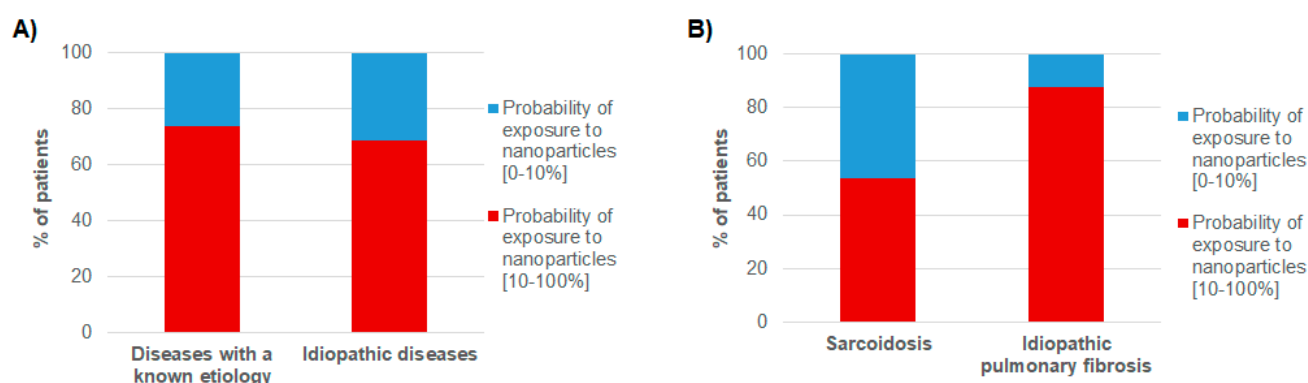 A)
100
80
60
40
20
0
% of patients
Diseases with a
known etiology
Idiopathic diseases
Probability of
exposure to
nanoparticles
[0-10%]
Probability of
exposure to
nanoparticles
[10-100%]
B)
100
80
60
40
20
0
% of patients
Sarcoidosis
Idiopathic
pulmonary fibrosis
Probability of
exposure to
nanoparticles
[0-10%]
Probability of
exposure to
nanoparticles
[10-100%]